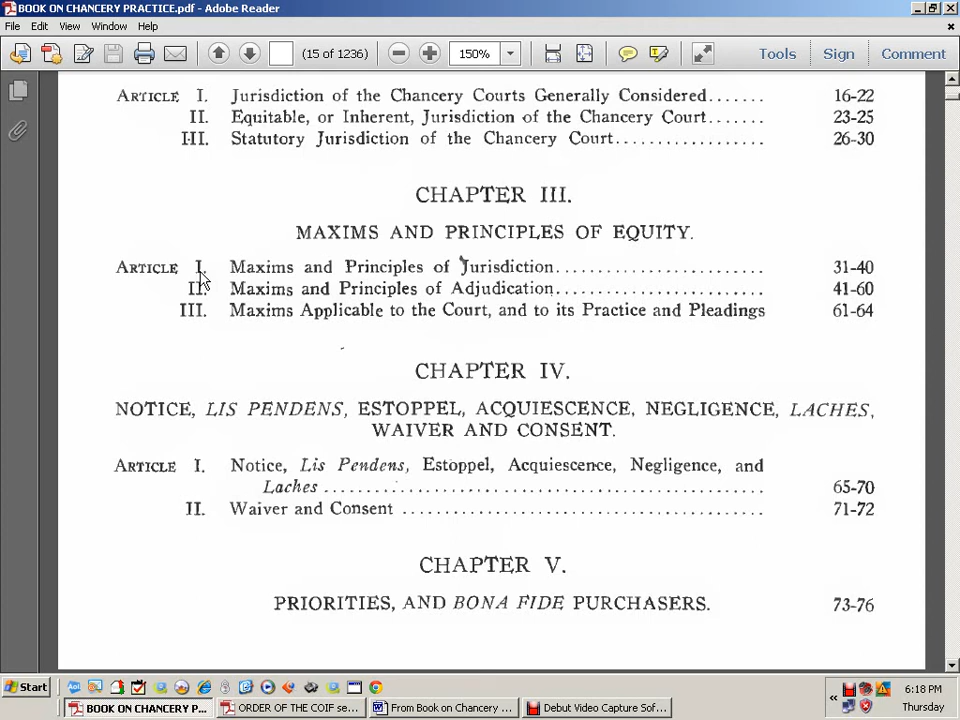 BOOK ON CHANCERY PRACTICE.pdf - Adobe Reader
File Edit View Window Help
(15 of 1236) 150% Tools Sign Comment
ARTICLE I. Jurisdiction of the Chancery Courts Generally Considered....... 16-22
II. Equitable, or Inherent, Jurisdiction of the Chancery Court....... 23-25
III. Statutory Jurisdiction of the Chancery Court.................. 26-30
CHAPTER III.
MAXIMS AND PRINCIPLES OF EQUITY.
ARTICLE I. Maxims and Principles of Jurisdiction......................... 31-40
II. Maxims and Principles of Adjudication......................... 41-60
III. Maxims Applicable to the Court, and to its Practice and Pleadings 61-64
CHAPTER IV.
NOTICE, LIS PENDENS, ESTOPPEL, ACQUIESCENCE, NEGLIGENCE, LACHES,
WAIVER AND CONSENT.
ARTICLE I. Notice, Lis Pendens, Estoppel, Acquiescence, Negligence, and
Laches .................................................... 65-70
II. Waiver and Consent ........................................... 71-72
CHAPTER V.
PRIORITIES, AND BONA FIDE PURCHASERS. 73-76
Start 6:18 PM
BOOK ON CHANCERY P... ORDER OF THE COIF se... From Book on Chancery ... Debut Video Capture Sof... Thursday